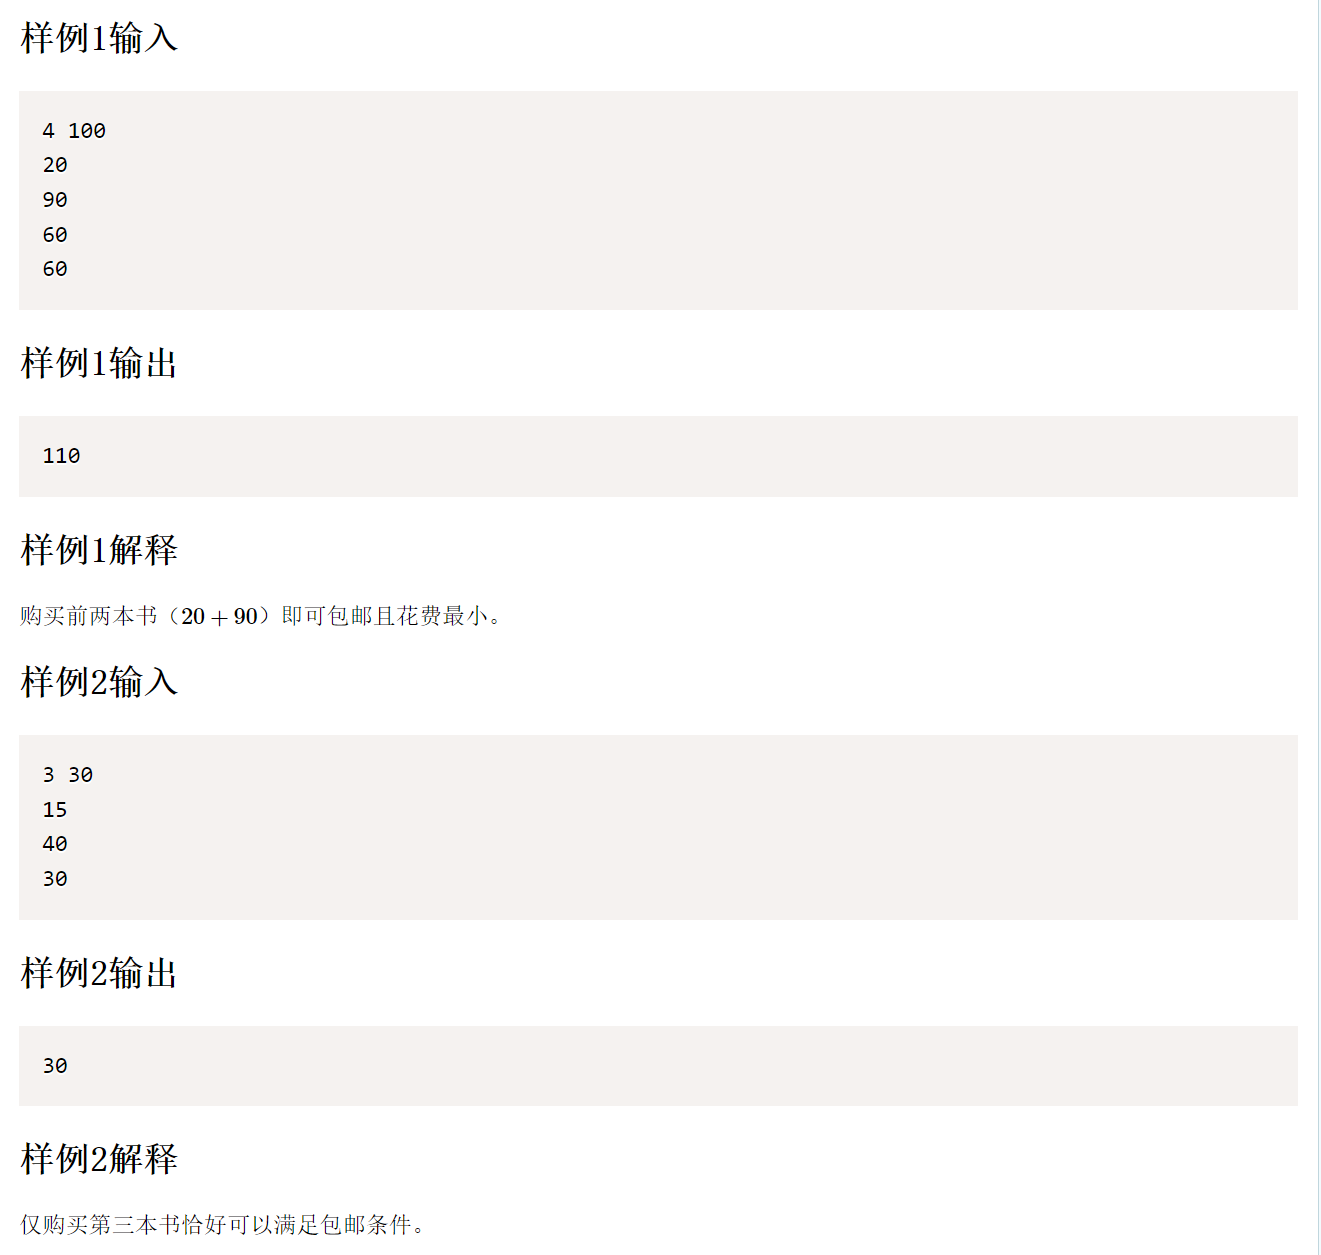 样例1输入
4 100
20
90
60
60
样例1输出
110
样例1解释
购买前两本书（20 + 90）即可包邮且花费最小。
样例2输入
3 30
15
40
30
样例2输出
30
样例2解释
仅购买第三本书恰好可以满足包邮条件。